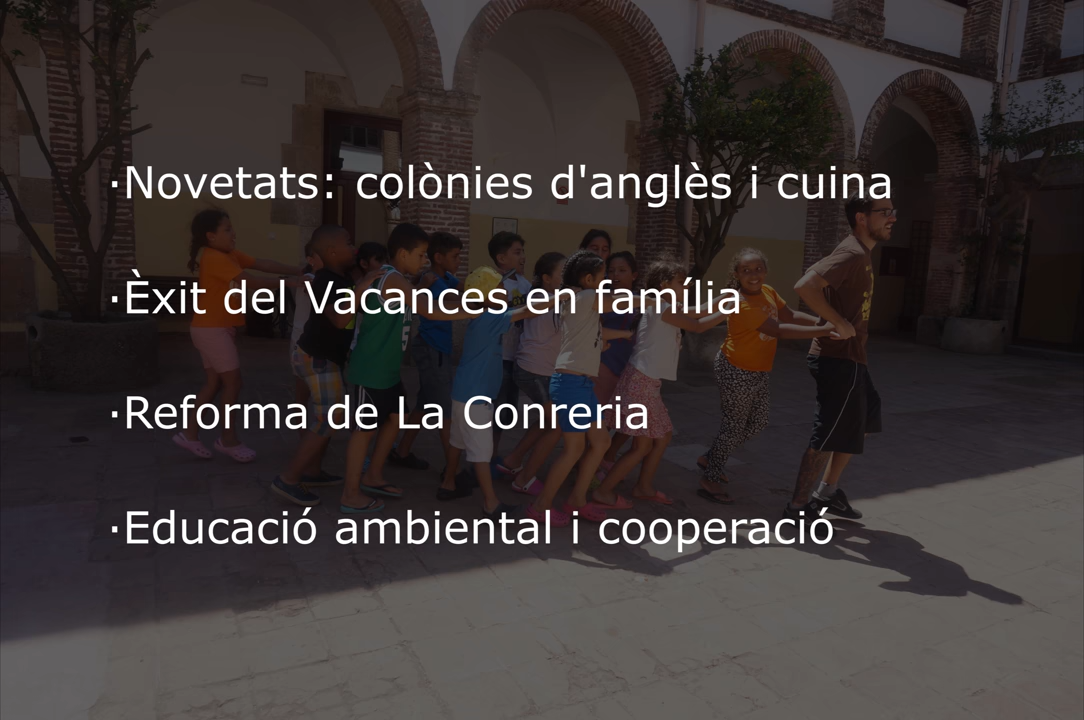 ·Novetats: colònies d'anglès i cuina
·Èxit del Vacances en família
·Reforma de La Conreria
·Educació ambiental i cooperació